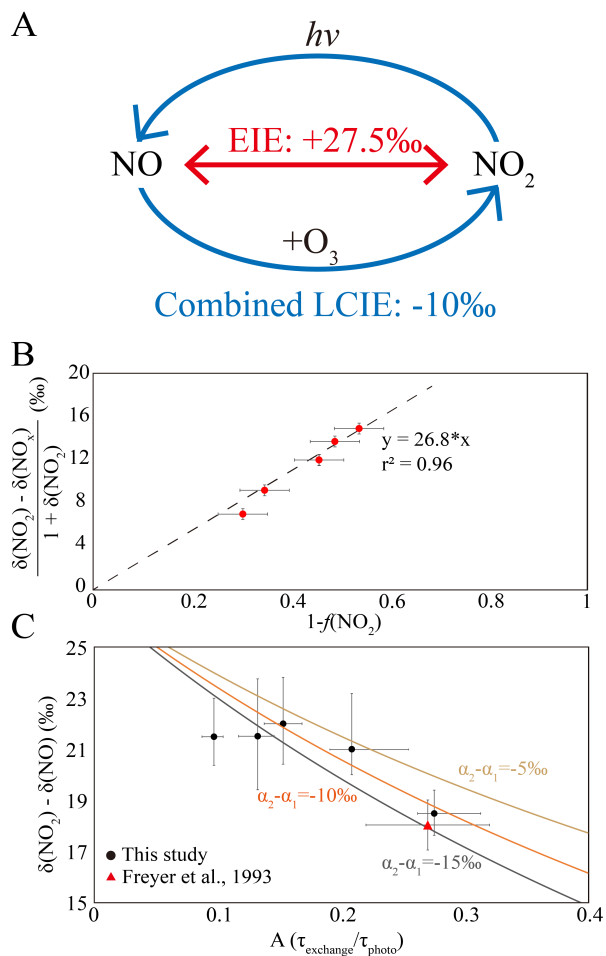 A
hν
EIE: +27.5‰
NO
NO₂
+O₃
Combined LCIE: -10‰
B
20
16
12
8
4
0
δ(NO₂) - δ(NOₓ)
1 + δ(NO₂)
(‰)
y = 26.8*x
r² = 0.96
0 0.2 0.4 0.6 0.8 1
1-f(NO₂)
C
25
23
21
19
17
15
δ(NO₂) - δ(NO) (‰)
α₂-α₁=-5‰
α₂-α₁=-10‰
α₂-α₁=-15‰
This study
Freyer et al., 1993
0 0.1 0.2 0.3 0.4
A (τexchange/τphoto)